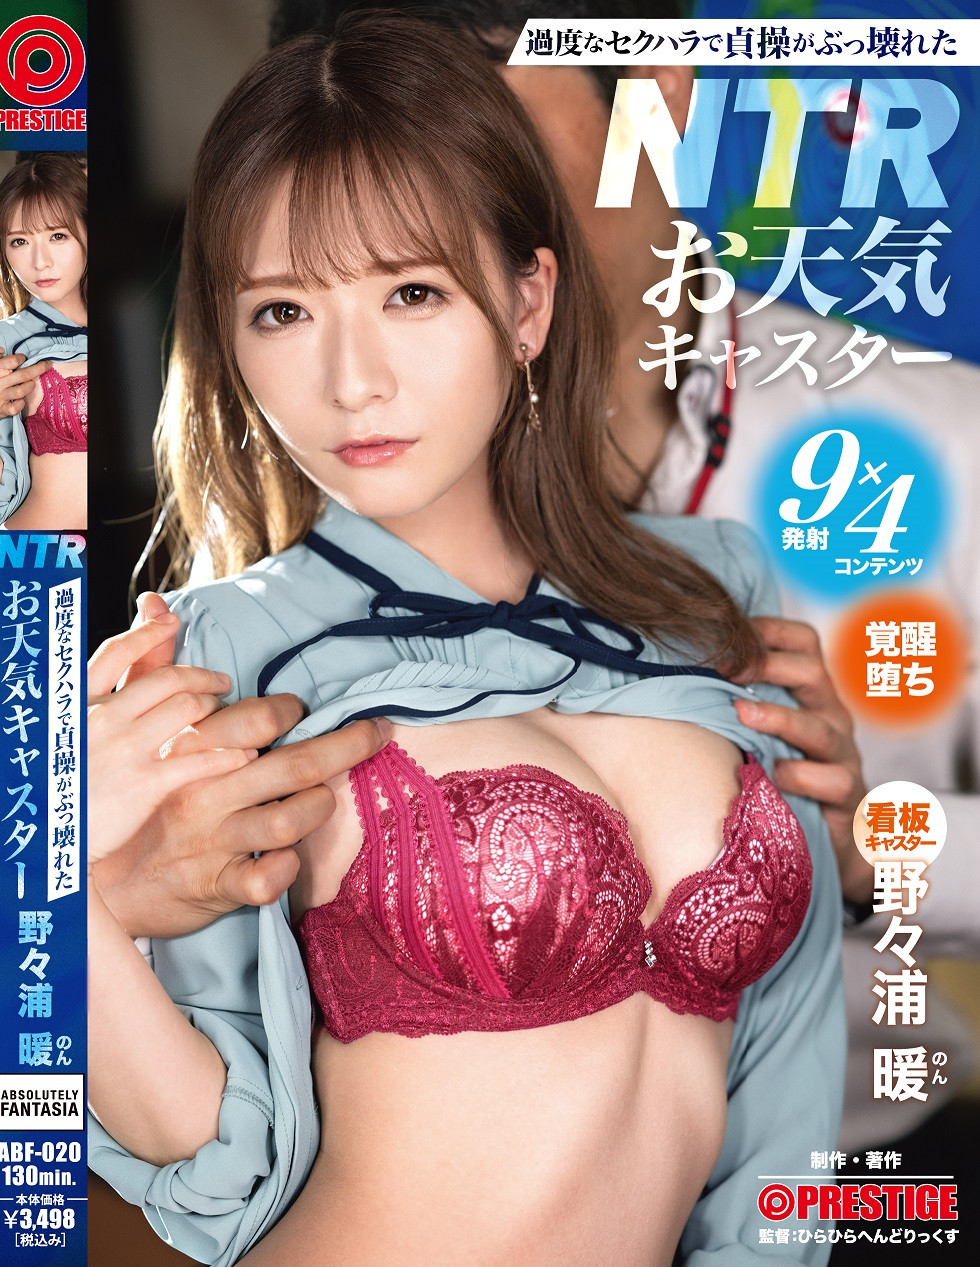 PRESTIGE
NTR
過度なセクハラで貞操がぶっ壊れた
お天気キャスター
野々浦
暖
のん
ABSOLUTELY
FANTASIA
ABF-020
130min.
本体価格
¥3,498
[税込み]
過度なセクハラで貞操がぶっ壊れた
NTR
お天気
キャスター
9×4
発射
コンテンツ
覚醒
堕ち
看板
キャスター
野々浦
暖
のん
制作・著作
PRESTIGE
監督:ひらひらへんどりっくす